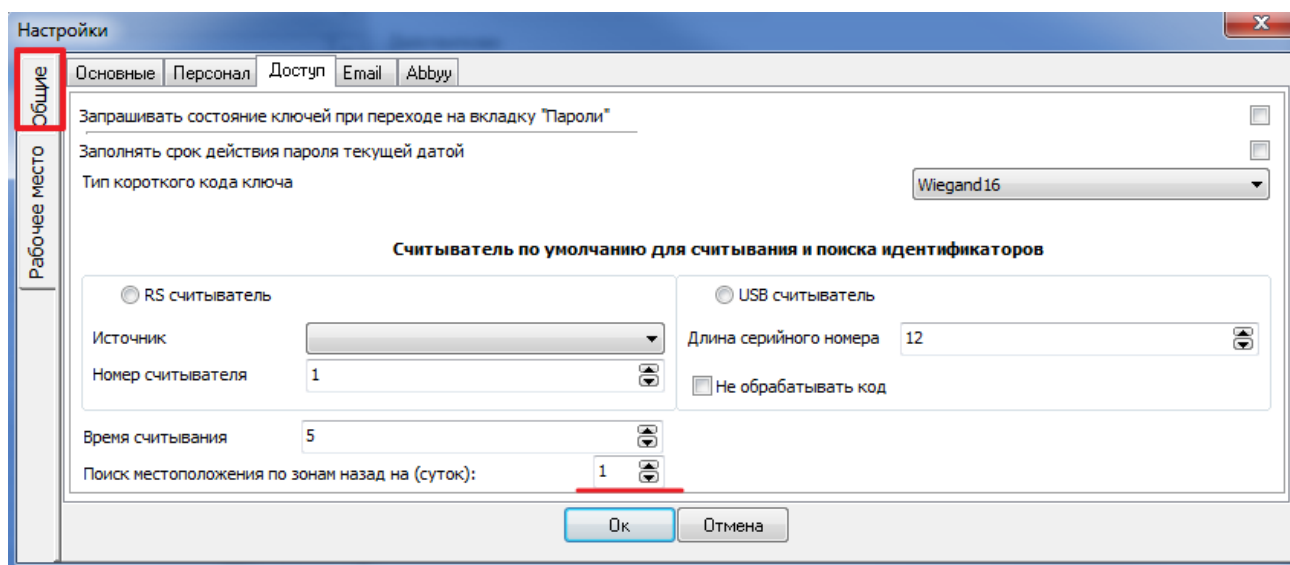 Настройки
Общие
Рабочее место
Основные Персонал Доступ Email Abbyy
Запрашивать состояние ключей при переходе на вкладку "Пароли"
Заполнять срок действия пароля текущей датой
Тип короткого кода ключа Wiegand16
Считыватель по умолчанию для считывания и поиска идентификаторов
RS считыватель USB считыватель
Источник Длина серийного номера 12
Номер считывателя 1
Не обрабатывать код
Время считывания 5
Поиск местоположения по зонам назад на (суток): 1
Ок Отмена